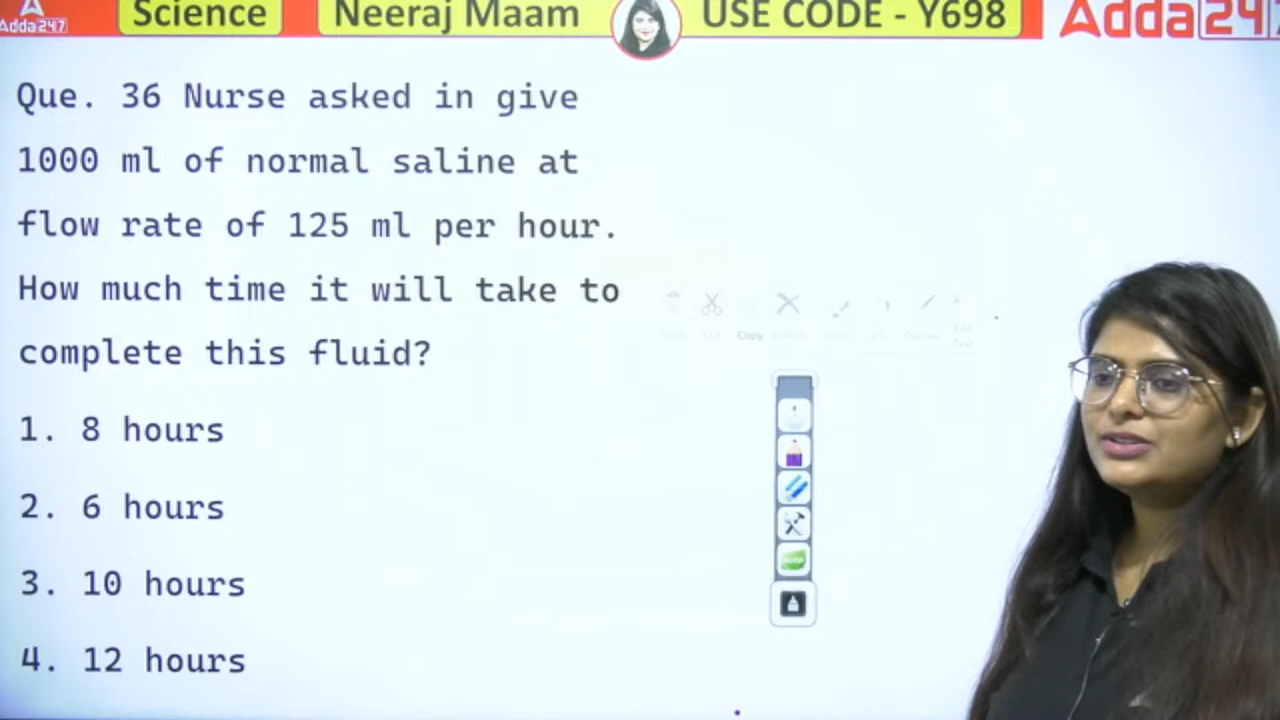 Adda247
Science
Neeraj Maam
USE CODE - Y698
Adda247
Que. 36 Nurse asked in give
1000 ml of normal saline at
flow rate of 125 ml per hour.
How much time it will take to
complete this fluid?
Copy
1. 8 hours
2. 6 hours
3. 10 hours
4. 12 hours